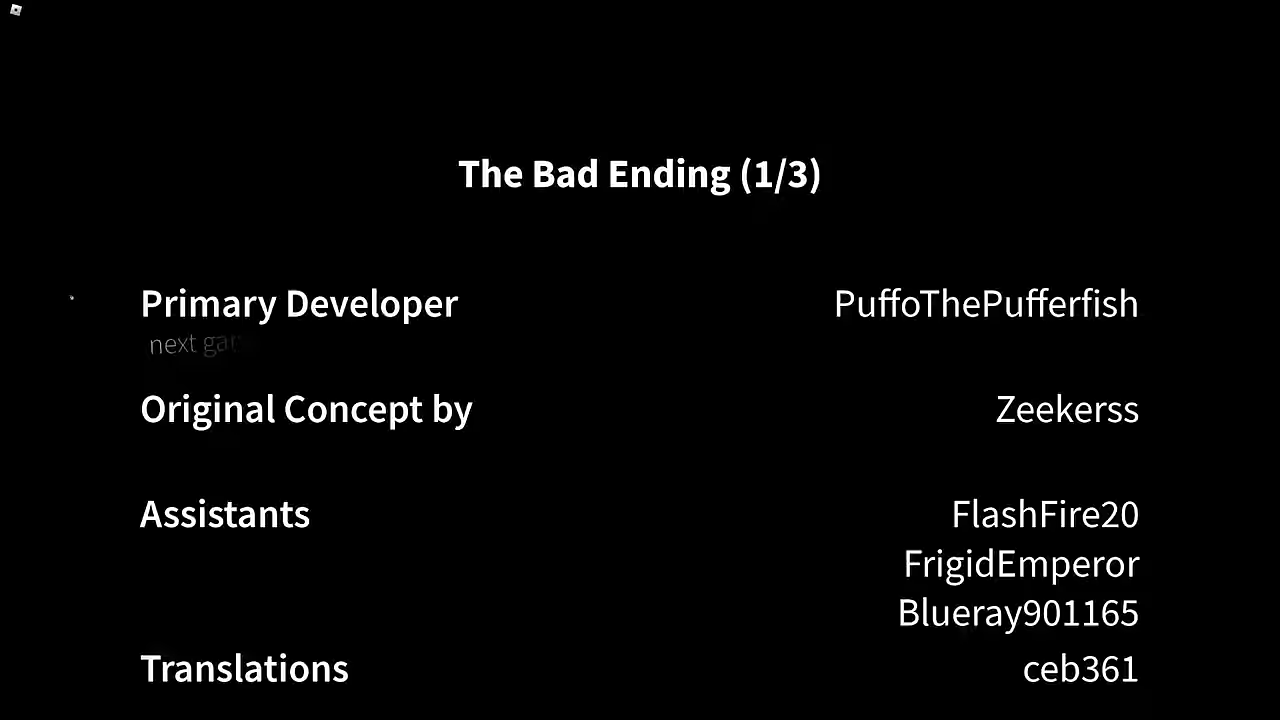 The Bad Ending (1/3)
Primary Developer PuffoThePufferfish
next
Original Concept by Zeekerss
Assistants FlashFire20
FrigidEmperor
Blueray901165
Translations ceb361